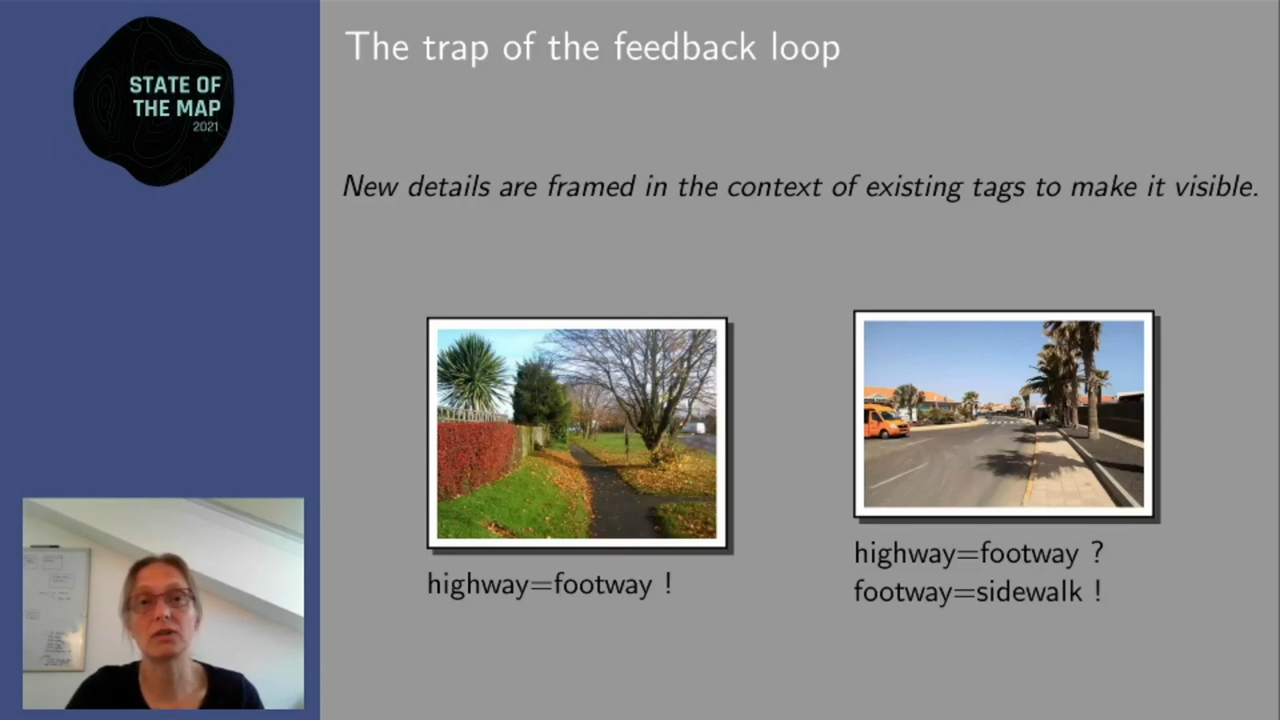 STATE OF
THE MAP
2021
The trap of the feedback loop
New details are framed in the context of existing tags to make it visible.
highway=footway !
highway=footway ?
footway=sidewalk !